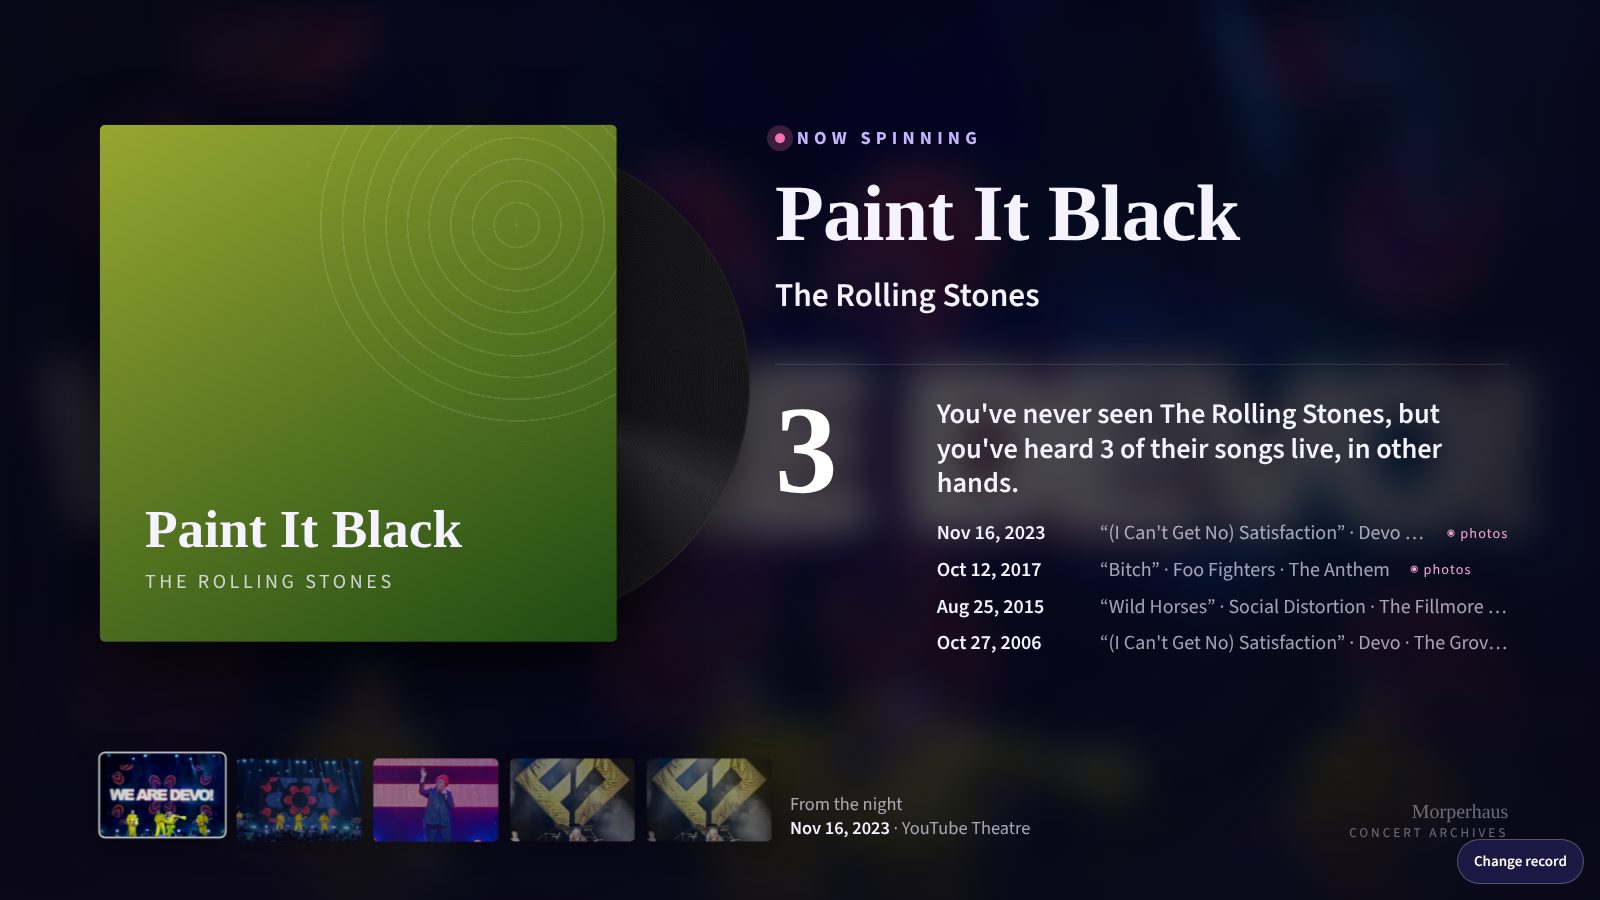 NOW SPINNING
Paint It Black
The Rolling Stones
Paint It Black
THE ROLLING STONES
3
You've never seen The Rolling Stones, but
you've heard 3 of their songs live, in other
hands.
Nov 16, 2023 “(I Can't Get No) Satisfaction” · Devo … ◉ photos
Oct 12, 2017 “Bitch” · Foo Fighters · The Anthem ◉ photos
Aug 25, 2015 “Wild Horses” · Social Distortion · The Fillmore …
Oct 27, 2006 “(I Can't Get No) Satisfaction” · Devo · The Grov…
WE ARE DEVO!
From the night
Nov 16, 2023 · YouTube Theatre
Morperhaus
CONCERT ARCHIVES
Change record